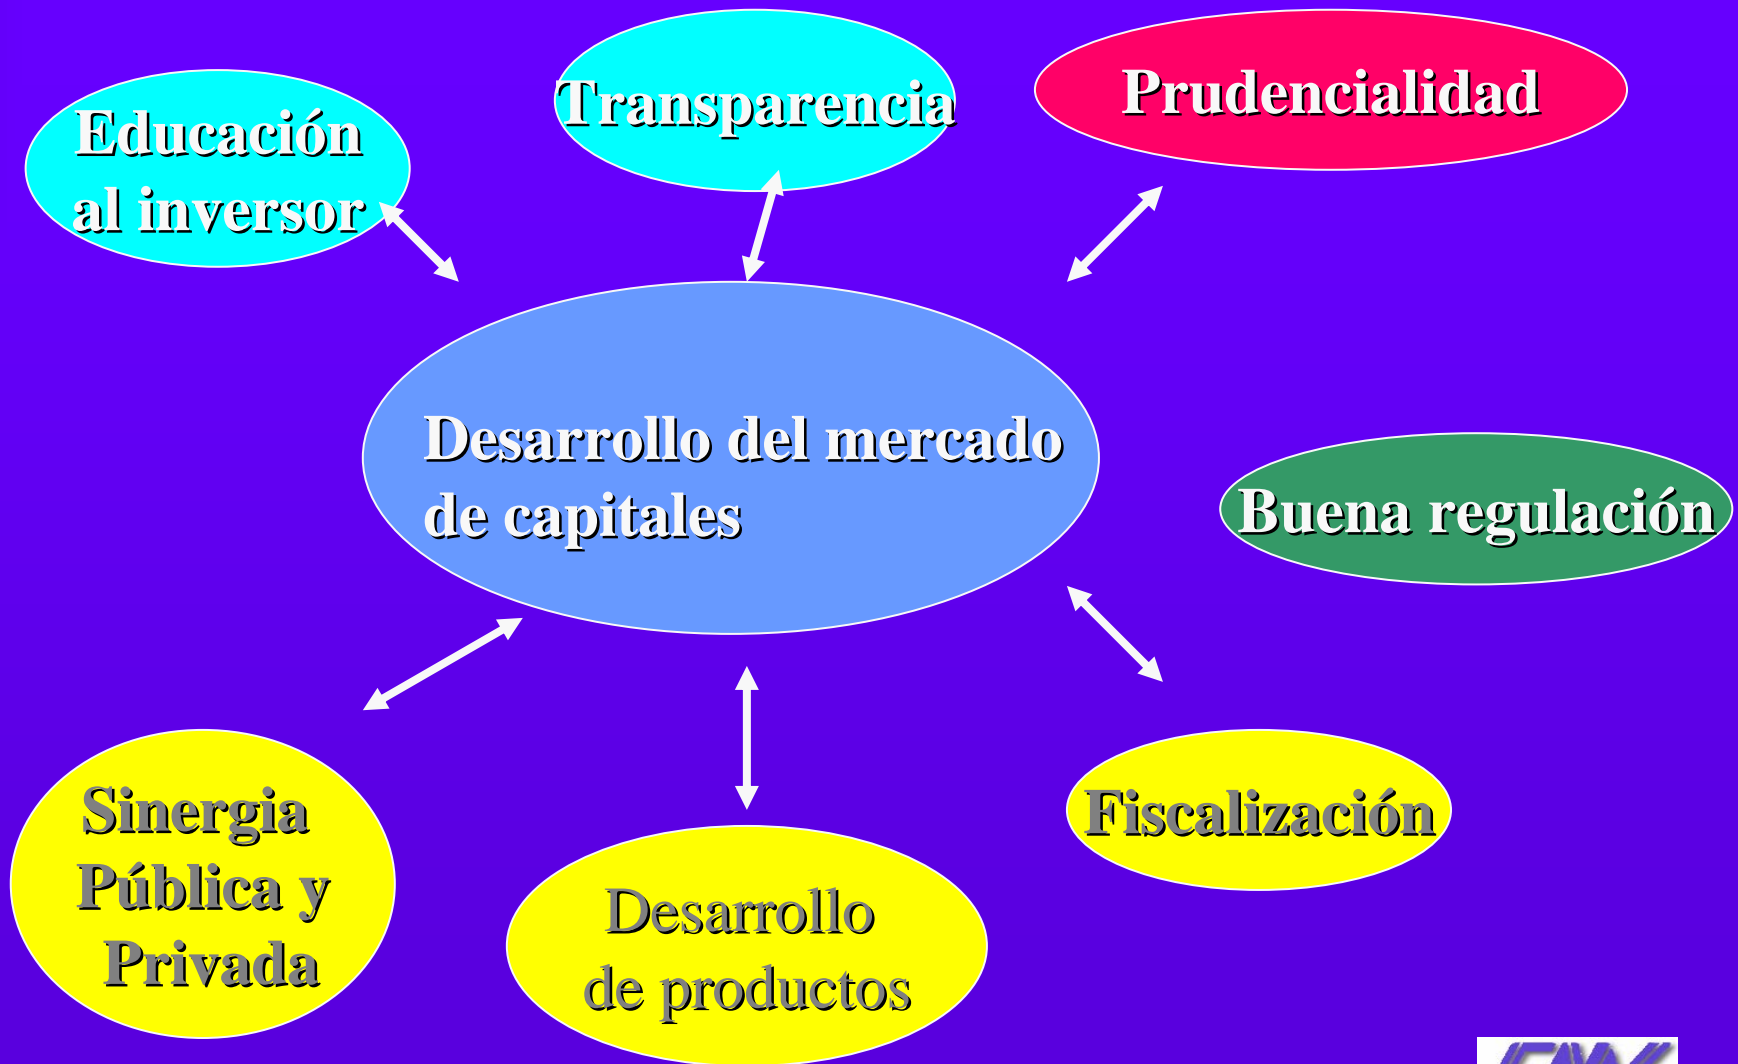 Educación
al inversor
Transparencia
Prudencialidad
Desarrollo del mercado
de capitales
Buena regulación
Sinergia
Pública y
Privada
Desarrollo
de productos
Fiscalización